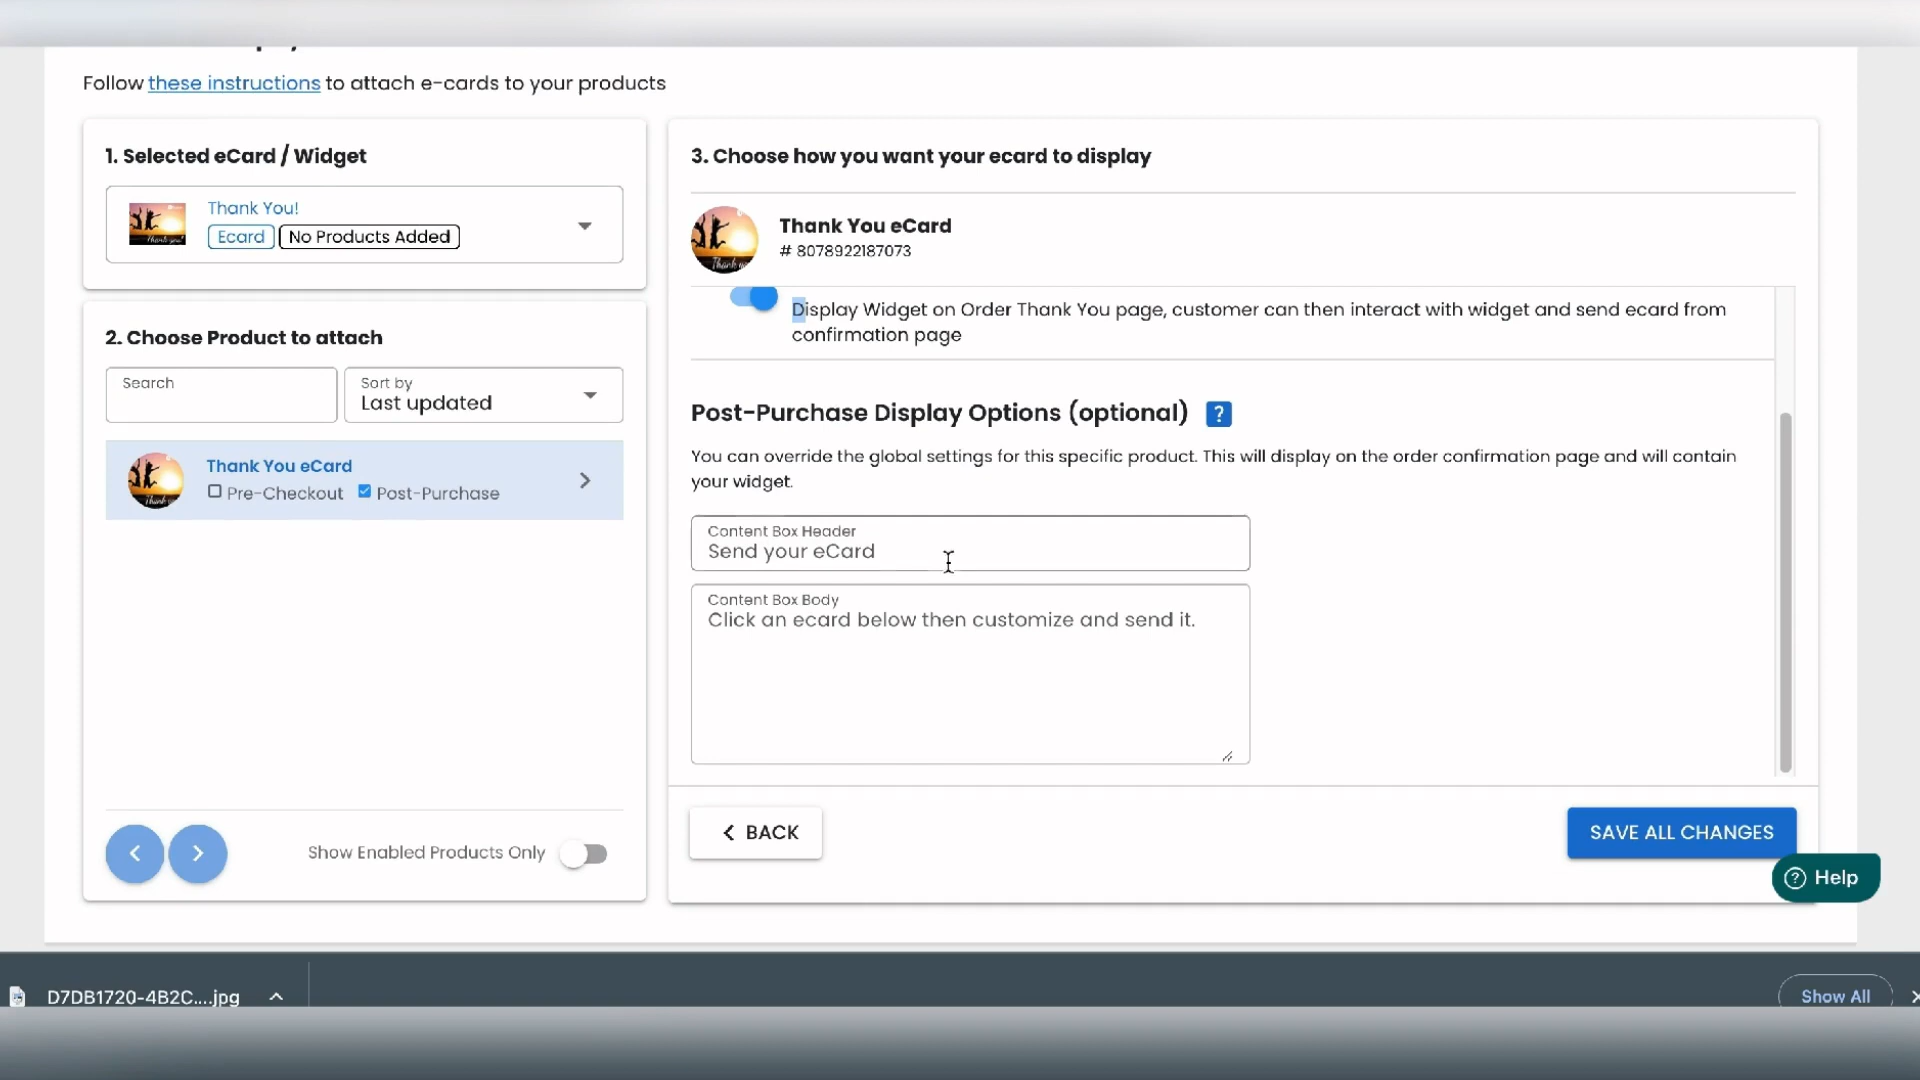 Follow these instructions to attach e-cards to your products
1. Selected eCard / Widget
Thank You!
Ecard No Products Added
2. Choose Product to attach
Search
Sort by
Last updated
Thank You eCard
Pre-Checkout Post-Purchase
Show Enabled Products Only
3. Choose how you want your ecard to display
Thank You eCard
# 8078922187073
Display Widget on Order Thank You page, customer can then interact with widget and send ecard from
confirmation page
Post-Purchase Display Options (optional) ?
You can override the global settings for this specific product. This will display on the order confirmation page and will contain
your widget.
Content Box Header
Send your eCard
Content Box Body
Click an ecard below then customize and send it.
BACK
SAVE ALL CHANGES
? Help
D7DB1720-4B2C....jpg
Show All